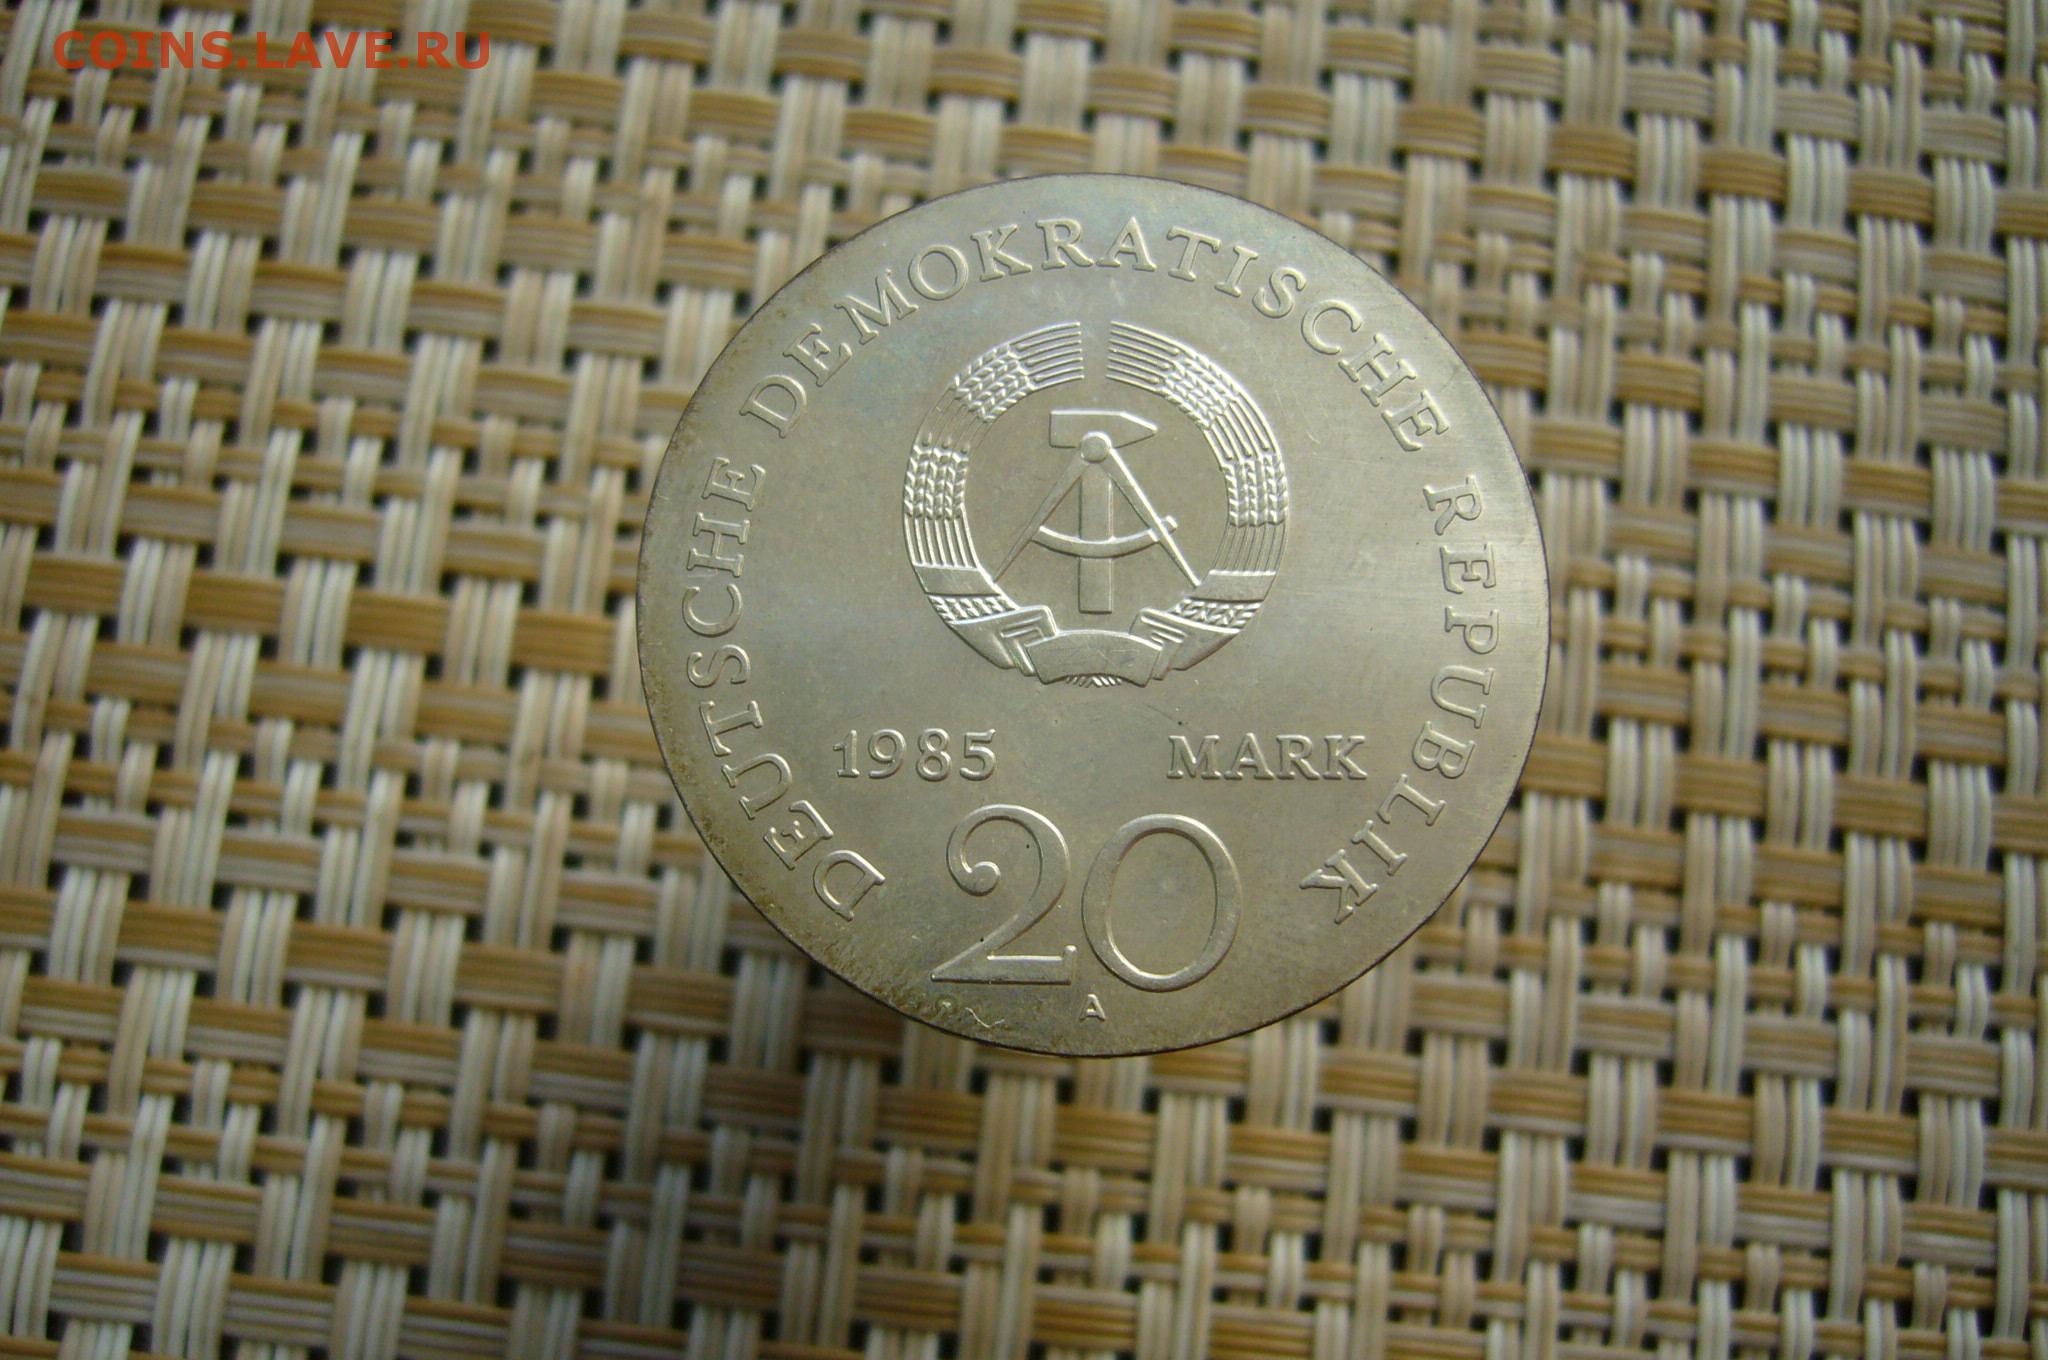 COINS.LAVE.RU
DEUTSCHE DEMOKRATISCHE REPUBLIK
1985 MARK
20
A